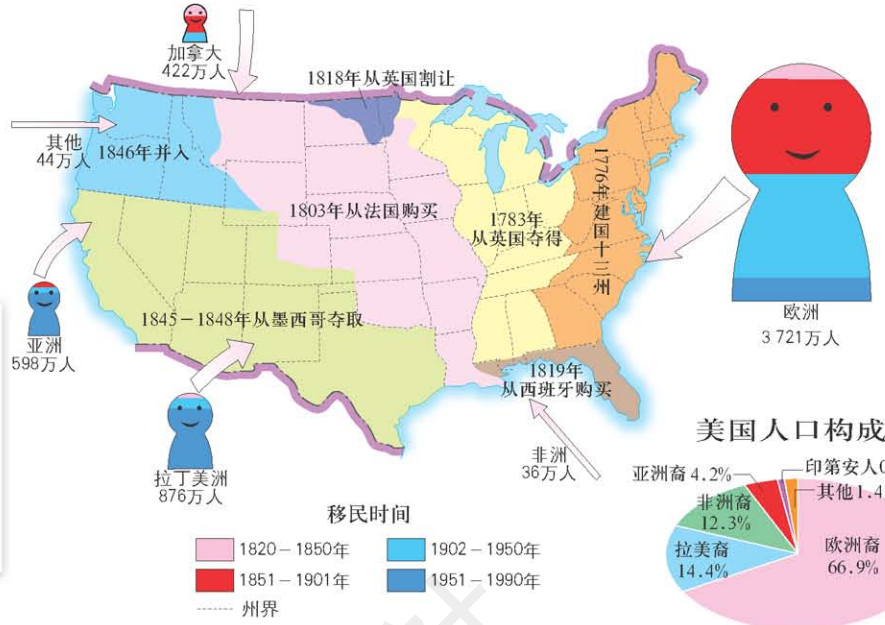 加拿大
422万人
1818年从英国割让
其他
44万人
1846年并入
1803年从法国购买
1783年
从英国夺得
1776年建国十三州
欧洲
3 721万人
亚洲
598万人
1845－1848年从墨西哥夺取
1819年
从西班牙购买
拉丁美洲
876万人
非洲
36万人
移民时间
1820－1850年
1902－1950年
1851－1901年
1951－1990年
州界
美国人口构成
亚洲裔 4.2%
印第安人0
其他1.4
非洲裔
12.3%
拉美裔
14.4%
欧洲裔
66.9%